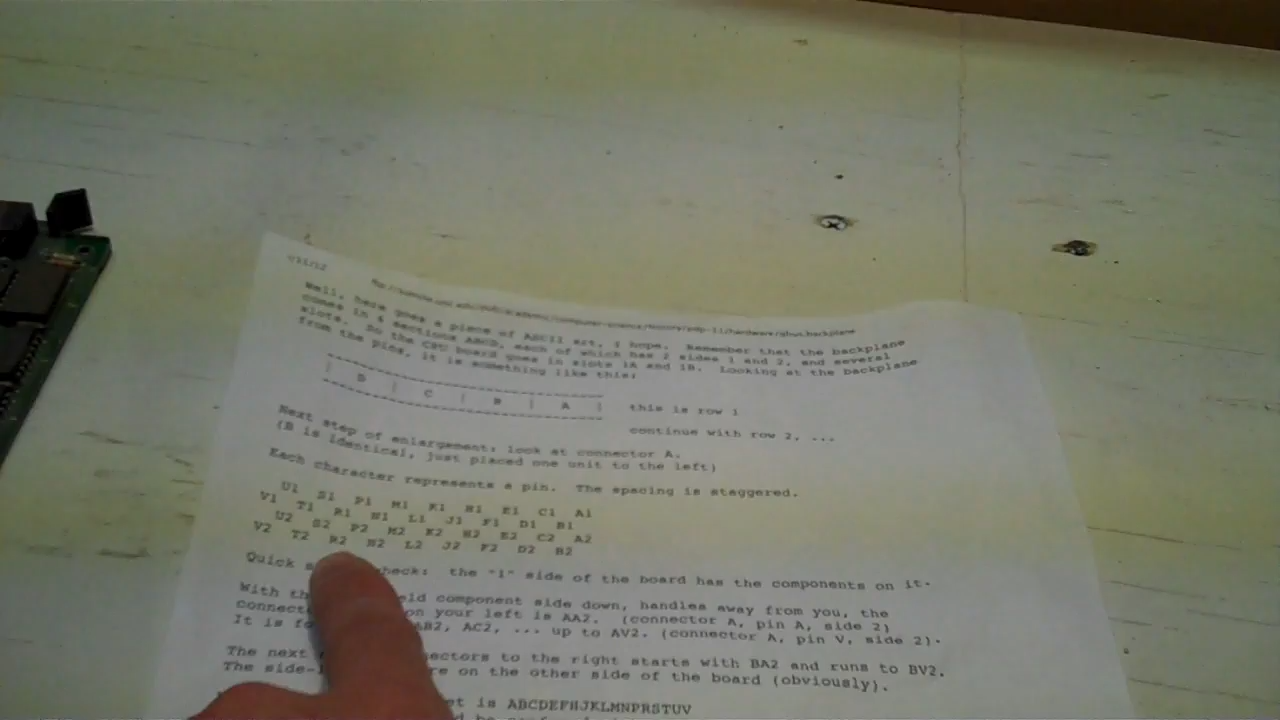 Well, here goes a piece of ASCII art, I hope. Remember that the backplane
comes in 4 sections ABCD, each of which has 2 sides 1 and 2, and several
slots. So the CPU board goes in slots 1A and 1B. Looking at the backplane
from the pins, it is something like this:
| D | C | B | A | this is row 1
continue with row 2, ...
Next step of enlargement: look at connector A.
(B is identical, just placed one unit to the left)
Each character represents a pin. The spacing is staggered.
U1 S1 P1 M1 K1 H1 E1 C1 A1
V1 T1 R1 N1 L1 J1 F1 D1 B1
U2 S2 P2 M2 K2 H2 E2 C2 A2
V2 T2 R2 N2 L2 J2 F2 D2 B2
Quick check: the "1" side of the board has the components on it.
With component side down, handles away from you, the
on your left is AA2. (connector A, pin A, side 2)
It is AB2, AC2, ... up to AV2. (connector A, pin V, side 2).
The next to the right starts with BA2 and runs to BV2.
The on the other side of the board (obviously).
is ABCDEFHJKLMNPRSTUV